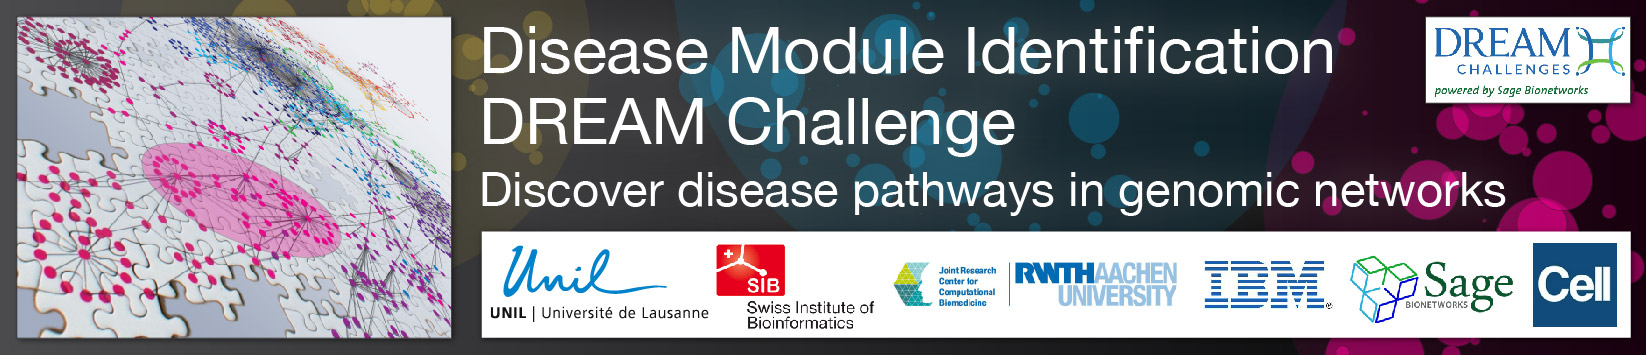 Disease Module Identification
DREAM Challenge
Discover disease pathways in genomic networks
DREAM
CHALLENGES
powered by Sage Bionetworks
Unil
UNIL | Université de Lausanne
SIB
Swiss Institute of
Bioinformatics
Joint Research
Center for
Computational
Biomedicine
RWTHAACHEN
UNIVERSITY
IBM®
Sage
BIONETWORKS
Cell